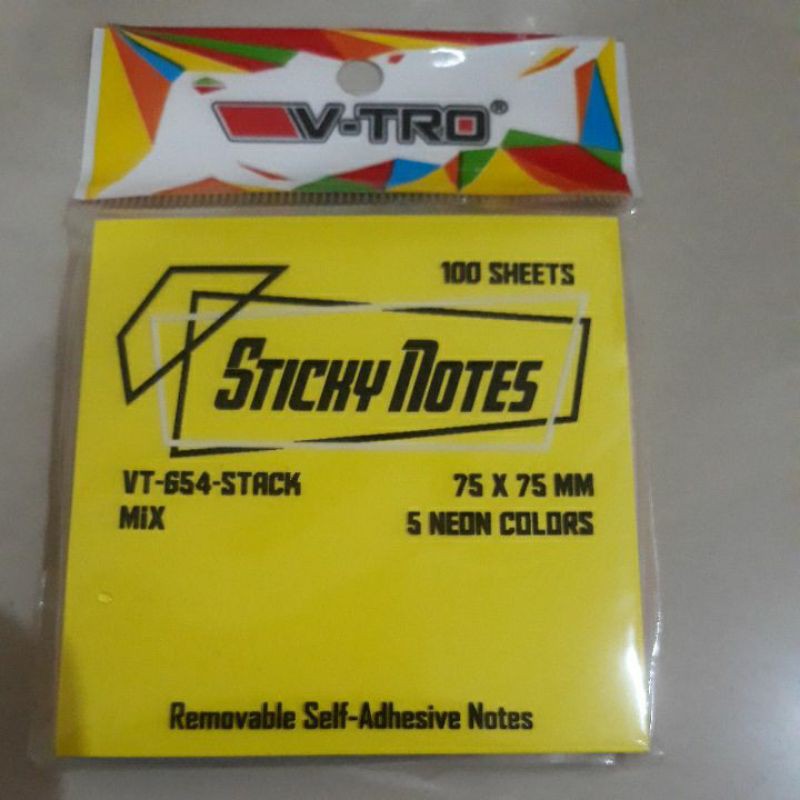 V-TRO®
100 SHEETS
STICKY NOTES
VT-654-STACK
MiX
75 X 75 MM
5 NEON COLORS
Removable Self-Adhesive Notes